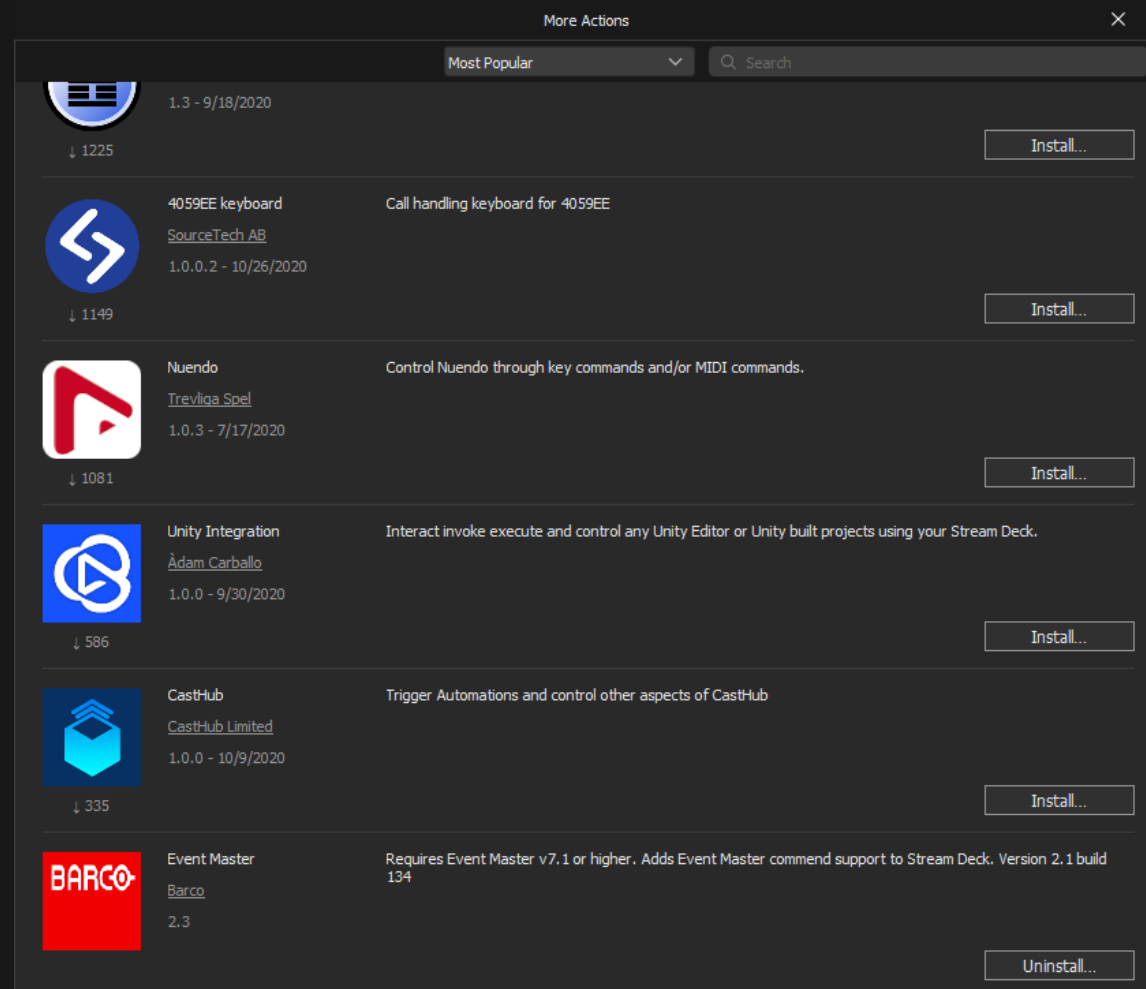 More Actions
Most Popular
Search
1.3 - 9/18/2020
↓ 1225
Install...
4059EE keyboard
Call handling keyboard for 4059EE
SourceTech AB
1.0.0.2 - 10/26/2020
↓ 1149
Install...
Nuendo
Control Nuendo through key commands and/or MIDI commands.
Trevliga Spel
1.0.3 - 7/17/2020
↓ 1081
Install...
Unity Integration
Interact invoke execute and control any Unity Editor or Unity built projects using your Stream Deck.
Àdam Carballo
1.0.0 - 9/30/2020
↓ 586
Install...
CastHub
Trigger Automations and control other aspects of CastHub
CastHub Limited
1.0.0 - 10/9/2020
↓ 335
Install...
BARCO
Event Master
Requires Event Master v7.1 or higher. Adds Event Master commend support to Stream Deck. Version 2.1 build
134
Barco
2.3
Uninstall...